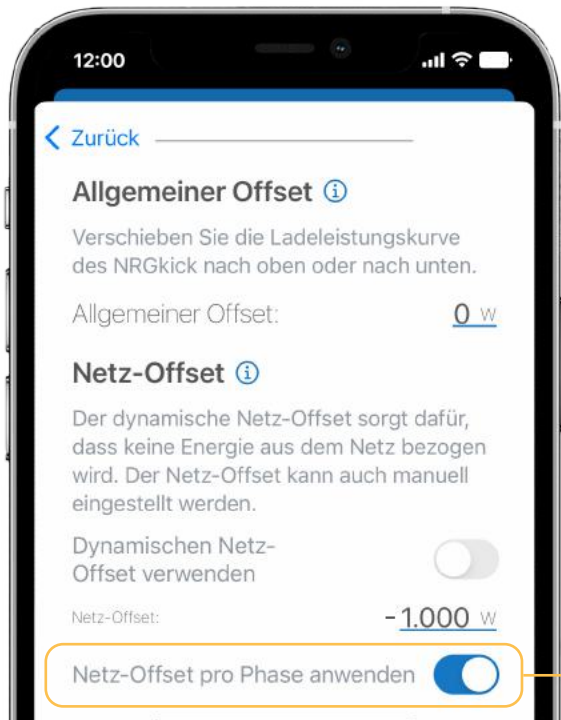 12:00
Zurück
Allgemeiner Offset
Verschieben Sie die Ladeleistungskurve
des NRGkick nach oben oder nach unten.
Allgemeiner Offset: 0 W
Netz-Offset
Der dynamische Netz-Offset sorgt dafür,
dass keine Energie aus dem Netz bezogen
wird. Der Netz-Offset kann auch manuell
eingestellt werden.
Dynamischen Netz-
Offset verwenden
Netz-Offset: -1.000 W
Netz-Offset pro Phase anwenden